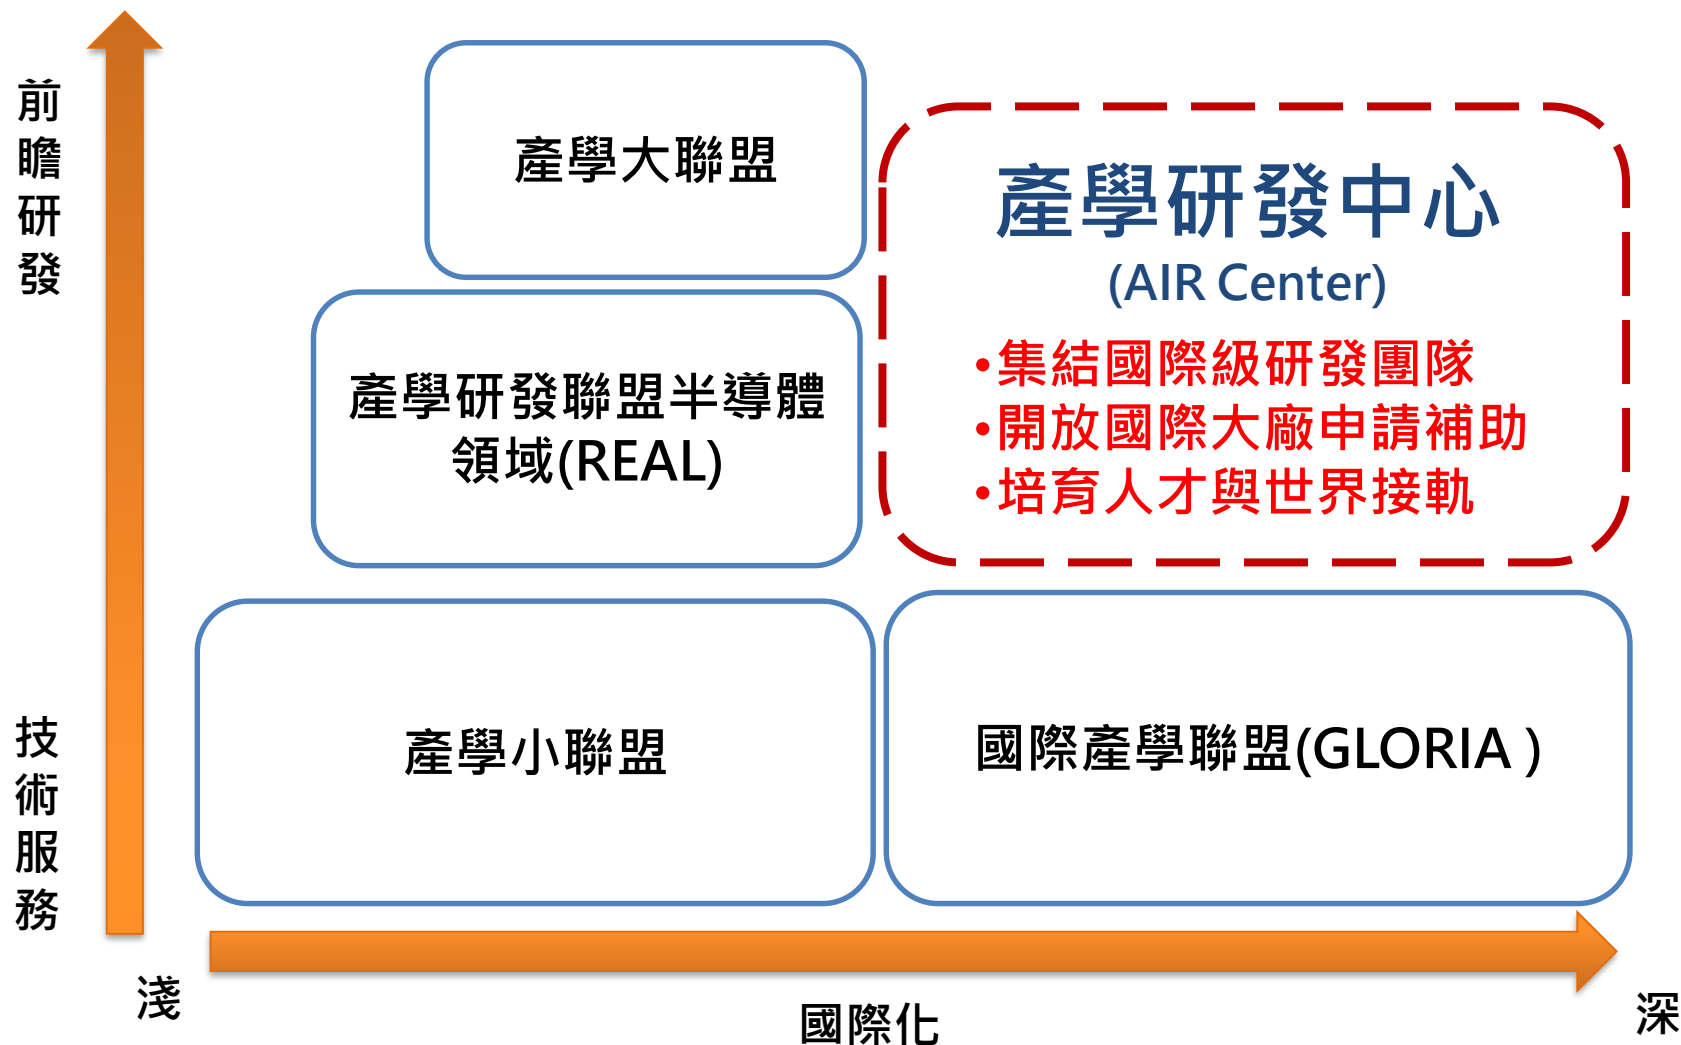 前瞻研發
技術服務
產學大聯盟
產學研發聯盟半導體
領域(REAL)
產學研發中心
(AIR Center)
•集結國際級研發團隊
•開放國際大廠申請補助
•培育人才與世界接軌
產學小聯盟
國際產學聯盟(GLORIA )
淺
國際化
深